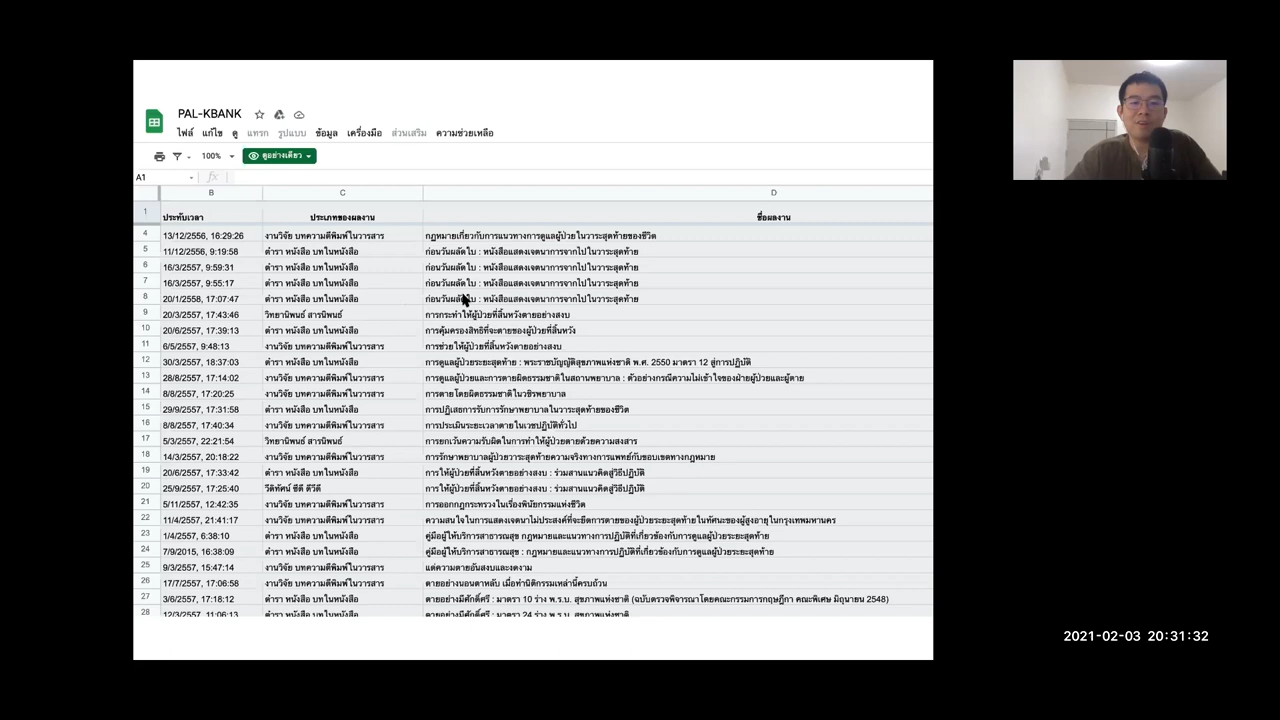 PAL-KBANK
ไฟล์ แก้ไข ดู แทรก รูปแบบ ข้อมูล เครื่องมือ ส่วนเสริม ความช่วยเหลือ
100% ดูอย่างเดียว
A1 fx
B C D
1 ประทับเวลา ประเภทของผลงาน ชื่อผลงาน
4 13/12/2556, 16:29:26 งานวิจัย บทความตีพิมพ์ในวารสาร กฎหมายเกี่ยวกับการแนวทางการดูแลผู้ป่วยในวาระสุดท้ายของชีวิต
5 11/12/2556, 9:19:58 ตำรา หนังสือ บทในหนังสือ ก่อนวันผลัดใบ : หนังสือแสดงเจตนาการจากไปในวาระสุดท้าย
6 16/3/2557, 9:59:31 ตำรา หนังสือ บทในหนังสือ ก่อนวันผลัดใบ : หนังสือแสดงเจตนาการจากไปในวาระสุดท้าย
7 16/3/2557, 9:55:17 ตำรา หนังสือ บทในหนังสือ ก่อนวันผลัดใบ : หนังสือแสดงเจตนาการจากไปในวาระสุดท้าย
8 20/1/2558, 17:07:47 ตำรา หนังสือ บทในหนังสือ ก่อนวันผลัดใบ : หนังสือแสดงเจตนาการจากไปในวาระสุดท้าย
9 20/3/2557, 17:43:46 วิทยานิพนธ์ สารนิพนธ์ การกระทำให้ผู้ป่วยที่สิ้นหวังตายอย่างสงบ
10 20/6/2557, 17:39:13 ตำรา หนังสือ บทในหนังสือ การคุ้มครองสิทธิที่จะตายของผู้ป่วยที่สิ้นหวัง
11 6/5/2557, 9:48:13 งานวิจัย บทความตีพิมพ์ในวารสาร การช่วยให้ผู้ป่วยที่สิ้นหวังตายอย่างสงบ
12 30/3/2557, 18:37:03 ตำรา หนังสือ บทในหนังสือ การดูแลผู้ป่วยระยะสุดท้าย : พระราชบัญญัติสุขภาพแห่งชาติ พ.ศ. 2550 มาตรา 12 สู่การปฏิบัติ
13 28/8/2557, 17:14:02 งานวิจัย บทความตีพิมพ์ในวารสาร การดูแลผู้ป่วยและการตายผิดธรรมชาติในสถานพยาบาล : ตัวอย่างกรณีความไม่เข้าใจของฝ่ายผู้ป่วยและผู้ตาย
14 8/8/2557, 17:20:25 งานวิจัย บทความตีพิมพ์ในวารสาร การตายโดยผิดธรรมชาติในวชิรพยาบาล
15 29/9/2557, 17:31:58 ตำรา หนังสือ บทในหนังสือ การปฏิเสธการรับการรักษาพยาบาลในวาระสุดท้ายของชีวิต
16 8/8/2557, 17:40:34 งานวิจัย บทความตีพิมพ์ในวารสาร การประเมินระยะเวลาตายในเวชปฏิบัติทั่วไป
17 5/3/2557, 22:21:54 วิทยานิพนธ์ สารนิพนธ์ การยกเว้นความรับผิดในการทำให้ผู้ป่วยตายด้วยความสงสาร
18 14/3/2557, 20:18:22 งานวิจัย บทความตีพิมพ์ในวารสาร การรักษาพยาบาลผู้ป่วยวาระสุดท้ายความจริงทางการแพทย์กับขอบเขตทางกฎหมาย
19 20/6/2557, 17:33:42 ตำรา หนังสือ บทในหนังสือ การให้ผู้ป่วยที่สิ้นหวังตายอย่างสงบ : ร่วมสานแนวคิดสู่วิธีปฏิบัติ
20 25/9/2557, 17:25:40 วีดิทัศน์ ซีดี ดีวีดี การให้ผู้ป่วยที่สิ้นหวังตายอย่างสงบ : ร่วมสานแนวคิดสู่วิธีปฏิบัติ
21 5/11/2557, 12:42:35 งานวิจัย บทความตีพิมพ์ในวารสาร การออกกฎกระทรวงในเรื่องพินัยกรรมแห่งชีวิต
22 11/4/2557, 21:41:17 งานวิจัย บทความตีพิมพ์ในวารสาร ความสนใจในการแสดงเจตนาไม่ประสงค์ที่จะยืดการตายของผู้ป่วยระยะสุดท้ายในทัศนะของผู้สูงอายุในกรุงเทพมหานคร
23 1/4/2557, 6:38:10 ตำรา หนังสือ บทในหนังสือ คู่มือผู้ให้บริการสาธารณสุข กฎหมายและแนวทางการปฏิบัติที่เกี่ยวข้องกับการดูแลผู้ป่วยระยะสุดท้าย
24 7/9/2015, 16:38:09 ตำรา หนังสือ บทในหนังสือ คู่มือผู้ให้บริการสาธารณสุข : กฎหมายและแนวทางการปฏิบัติที่เกี่ยวข้องกับการดูแลผู้ป่วยระยะสุดท้าย
25 9/3/2557, 15:47:14 งานวิจัย บทความตีพิมพ์ในวารสาร แด่ความตายอันสงบและงดงาม
26 17/7/2557, 17:06:58 งานวิจัย บทความตีพิมพ์ในวารสาร ตายอย่างนอนตาหลับ เมื่อทำนิติกรรมเหล่านี้ครบถ้วน
27 3/6/2557, 17:18:12 ตำรา หนังสือ บทในหนังสือ ตายอย่างมีศักดิ์ศรี : มาตรา 10 ร่าง พ.ร.บ. สุขภาพแห่งชาติ (ฉบับตรวจพิจารณาโดยคณะกรรมการกฤษฎีกา คณะพิเศษ มิถุนายน 2548)
28 12/3/2557, 11:06:13 ตำรา หนังสือ บทในหนังสือ ตายอย่างมีศักดิ์ศรี : มาตรา 24 ร่าง พ.ร.บ. สุขภาพแห่งชาติ
2021-02-03 20:31:32